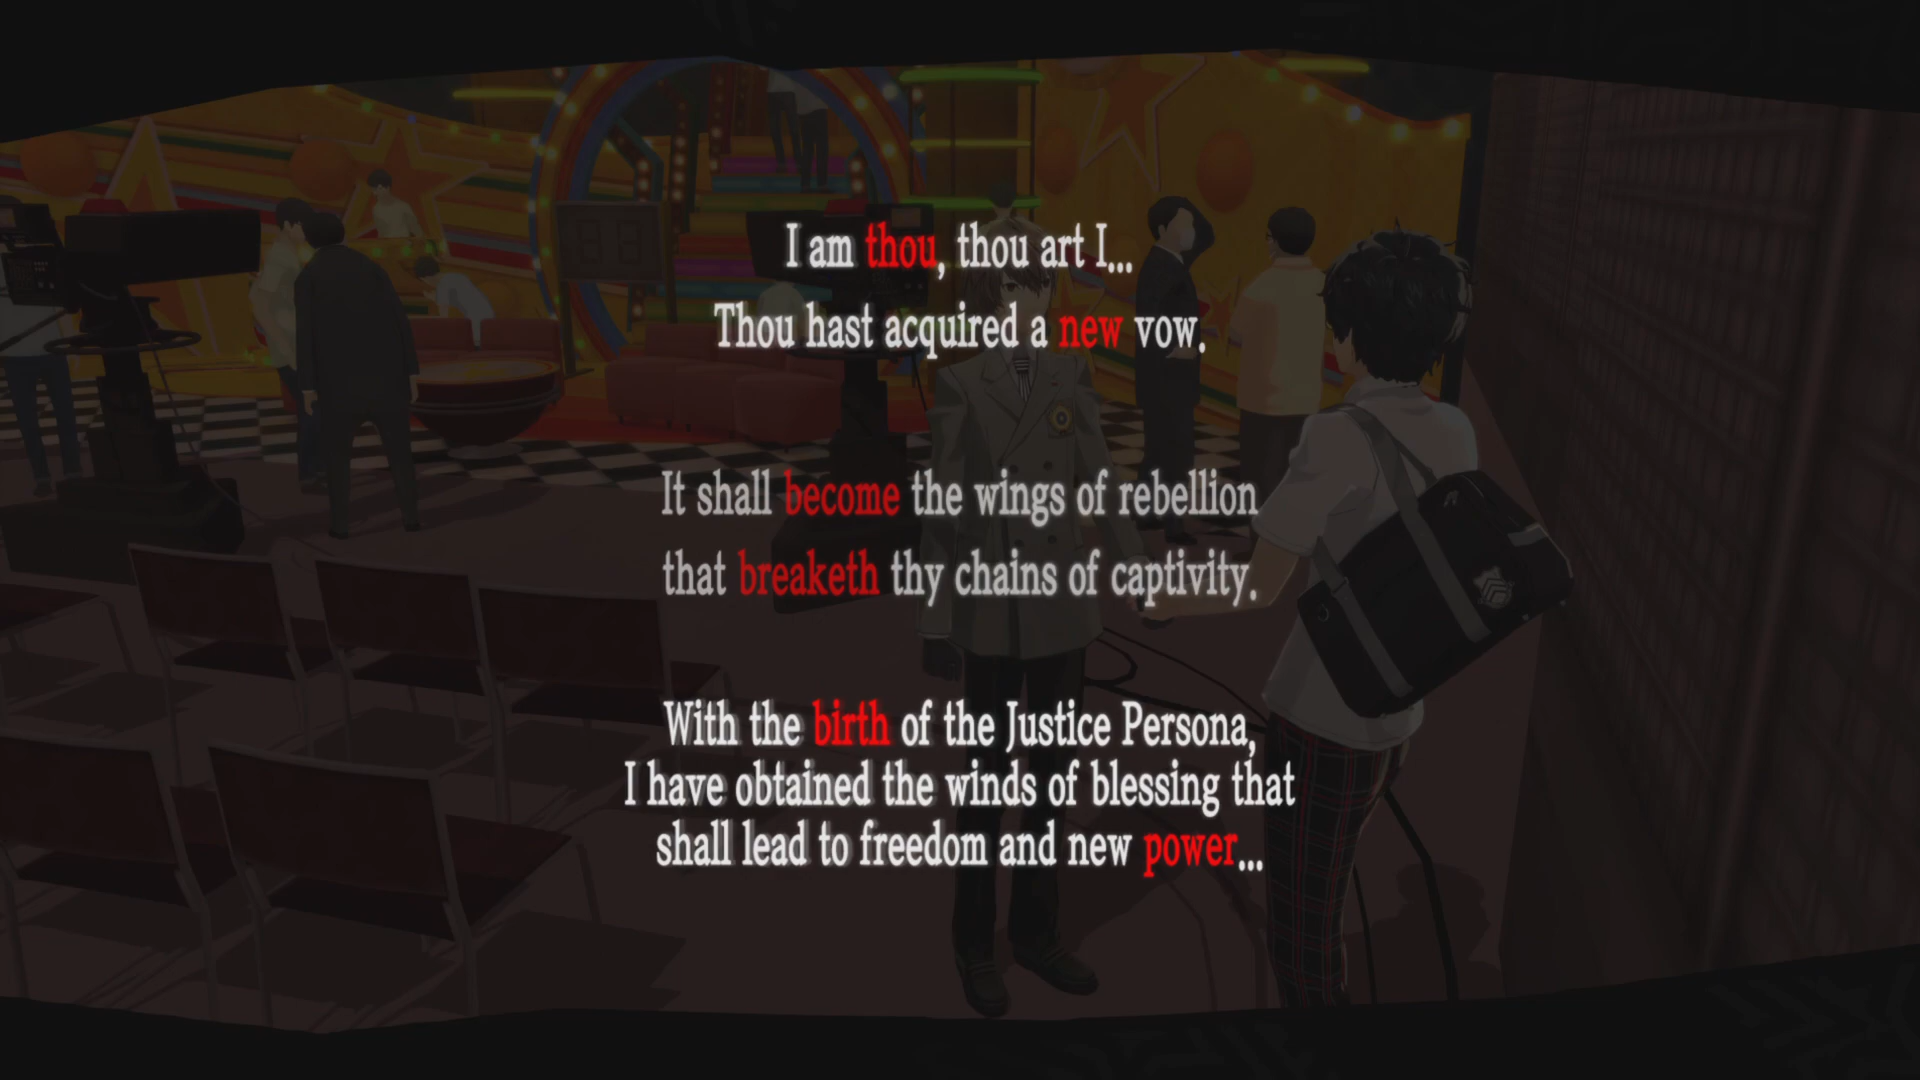 I am thou, thou art I...
Thou hast acquired a new vow.
It shall become the wings of rebellion
that breaketh thy chains of captivity.
With the birth of the Justice Persona,
I have obtained the winds of blessing that
shall lead to freedom and new power...